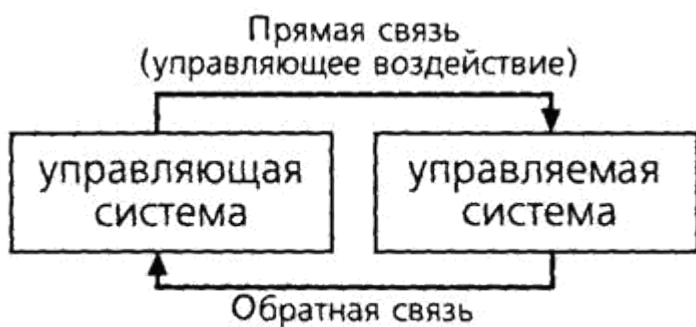 Прямая связь
(управляющее воздействие)
управляющая
система
управляемая
система
Обратная связь